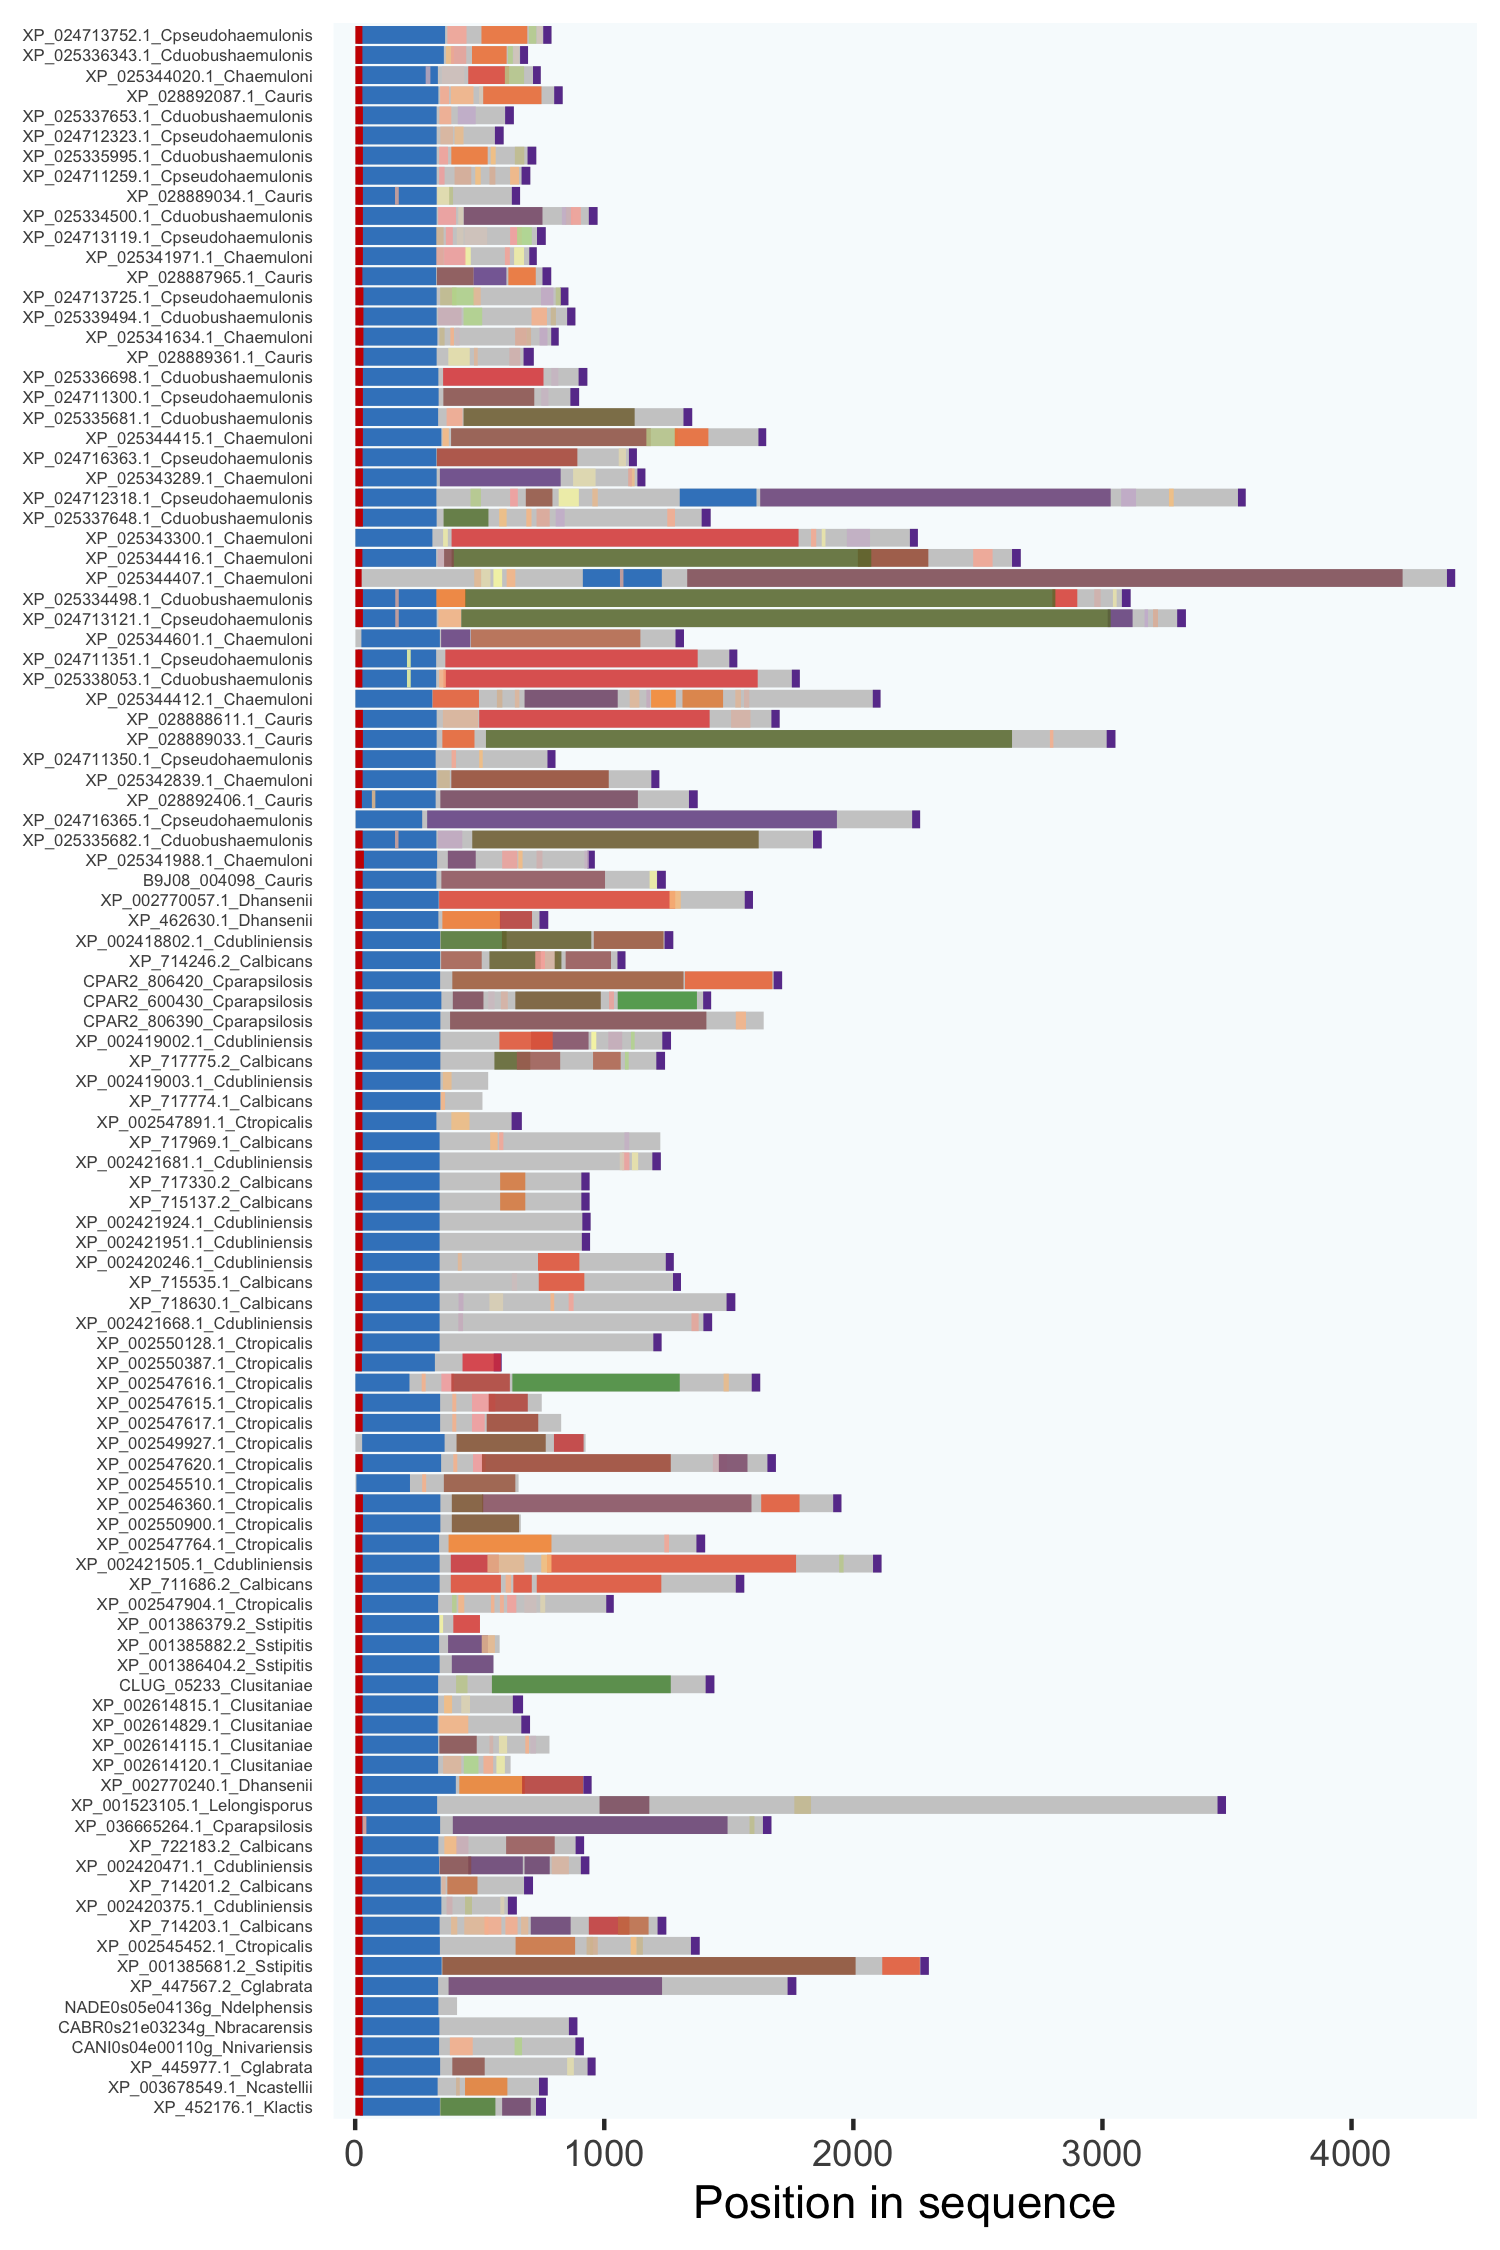 XP_024713752.1_Cpseudohaemulonis
XP_025336343.1_Cduobushaemulonis
XP_025344020.1_Chaemuloni
XP_028892087.1_Cauris
XP_025337653.1_Cduobushaemulonis
XP_024712323.1_Cpseudohaemulonis
XP_025335995.1_Cduobushaemulonis
XP_024711259.1_Cpseudohaemulonis
XP_028889034.1_Cauris
XP_025334500.1_Cduobushaemulonis
XP_024713119.1_Cpseudohaemulonis
XP_025341971.1_Chaemuloni
XP_028887965.1_Cauris
XP_024713725.1_Cpseudohaemulonis
XP_025339494.1_Cduobushaemulonis
XP_025341634.1_Chaemuloni
XP_028889361.1_Cauris
XP_025336698.1_Cduobushaemulonis
XP_024711300.1_Cpseudohaemulonis
XP_025335681.1_Cduobushaemulonis
XP_025344415.1_Chaemuloni
XP_024716363.1_Cpseudohaemulonis
XP_025343289.1_Chaemuloni
XP_024712318.1_Cpseudohaemulonis
XP_025337648.1_Cduobushaemulonis
XP_025343300.1_Chaemuloni
XP_025344416.1_Chaemuloni
XP_025344407.1_Chaemuloni
XP_025334498.1_Cduobushaemulonis
XP_024713121.1_Cpseudohaemulonis
XP_025344601.1_Chaemuloni
XP_024711351.1_Cpseudohaemulonis
XP_025338053.1_Cduobushaemulonis
XP_025344412.1_Chaemuloni
XP_028888611.1_Cauris
XP_028889033.1_Cauris
XP_024711350.1_Cpseudohaemulonis
XP_025342839.1_Chaemuloni
XP_028892406.1_Cauris
XP_024716365.1_Cpseudohaemulonis
XP_025335682.1_Cduobushaemulonis
XP_025341988.1_Chaemuloni
B9J08_004098_Cauris
XP_002770057.1_Dhansenii
XP_462630.1_Dhansenii
XP_002418802.1_Cdubliniensis
XP_714246.2_Calbicans
CPAR2_806420_Cparapsilosis
CPAR2_600430_Cparapsilosis
CPAR2_806390_Cparapsilosis
XP_002419002.1_Cdubliniensis
XP_717775.2_Calbicans
XP_002419003.1_Cdubliniensis
XP_717774.1_Calbicans
XP_002547891.1_Ctropicalis
XP_717969.1_Calbicans
XP_002421681.1_Cdubliniensis
XP_717330.2_Calbicans
XP_715137.2_Calbicans
XP_002421924.1_Cdubliniensis
XP_002421951.1_Cdubliniensis
XP_002420246.1_Cdubliniensis
XP_715535.1_Calbicans
XP_718630.1_Calbicans
XP_002421668.1_Cdubliniensis
XP_002550128.1_Ctropicalis
XP_002550387.1_Ctropicalis
XP_002547616.1_Ctropicalis
XP_002547615.1_Ctropicalis
XP_002547617.1_Ctropicalis
XP_002549927.1_Ctropicalis
XP_002547620.1_Ctropicalis
XP_002545510.1_Ctropicalis
XP_002546360.1_Ctropicalis
XP_002550900.1_Ctropicalis
XP_002547764.1_Ctropicalis
XP_002421505.1_Cdubliniensis
XP_711686.2_Calbicans
XP_002547904.1_Ctropicalis
XP_001386379.2_Sstipitis
XP_001385882.2_Sstipitis
XP_001386404.2_Sstipitis
CLUG_05233_Clusitaniae
XP_002614815.1_Clusitaniae
XP_002614829.1_Clusitaniae
XP_002614115.1_Clusitaniae
XP_002614120.1_Clusitaniae
XP_002770240.1_Dhansenii
XP_001523105.1_Lelongisporus
XP_036665264.1_Cparapsilosis
XP_722183.2_Calbicans
XP_002420471.1_Cdubliniensis
XP_714201.2_Calbicans
XP_002420375.1_Cdubliniensis
XP_714203.1_Calbicans
XP_002545452.1_Ctropicalis
XP_001385681.2_Sstipitis
XP_447567.2_Cglabrata
NADE0s05e04136g_Ndelphensis
CABR0s21e03234g_Nbracarensis
CANI0s04e00110g_Nnivariensis
XP_445977.1_Cglabrata
XP_003678549.1_Ncastellii
XP_452176.1_Klactis
0 1000 2000 3000 4000
Position in sequence